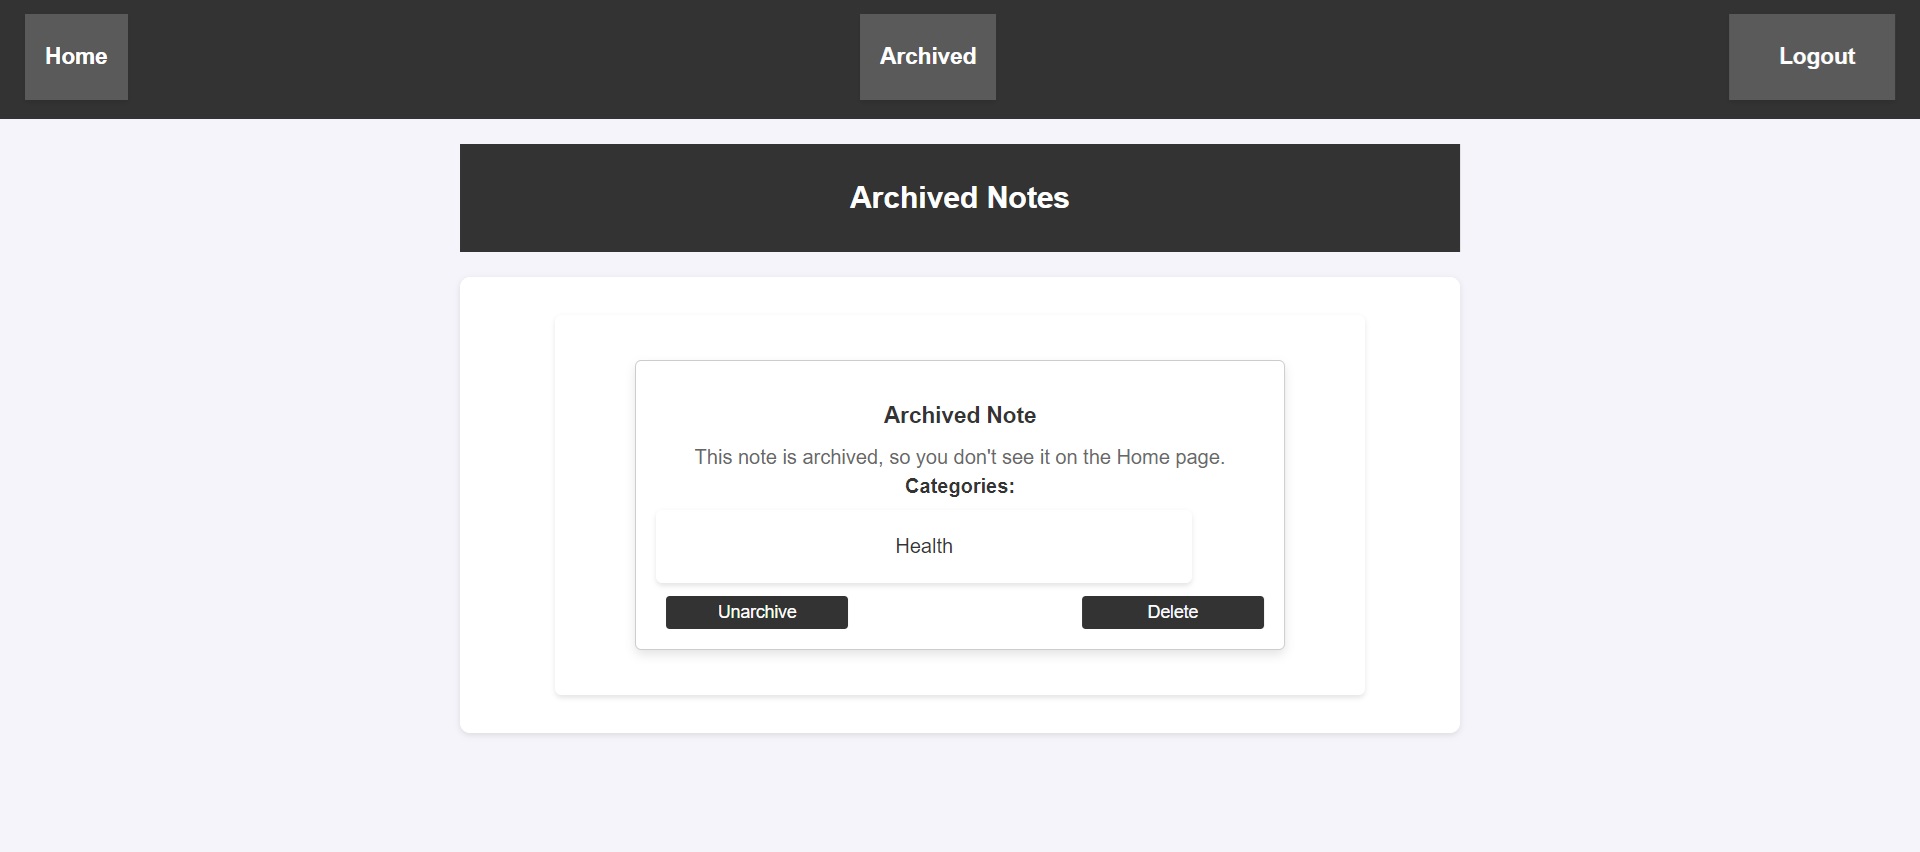 Home
Archived
Logout
Archived Notes
Archived Note
This note is archived, so you don't see it on the Home page.
Categories:
Health
Unarchive
Delete